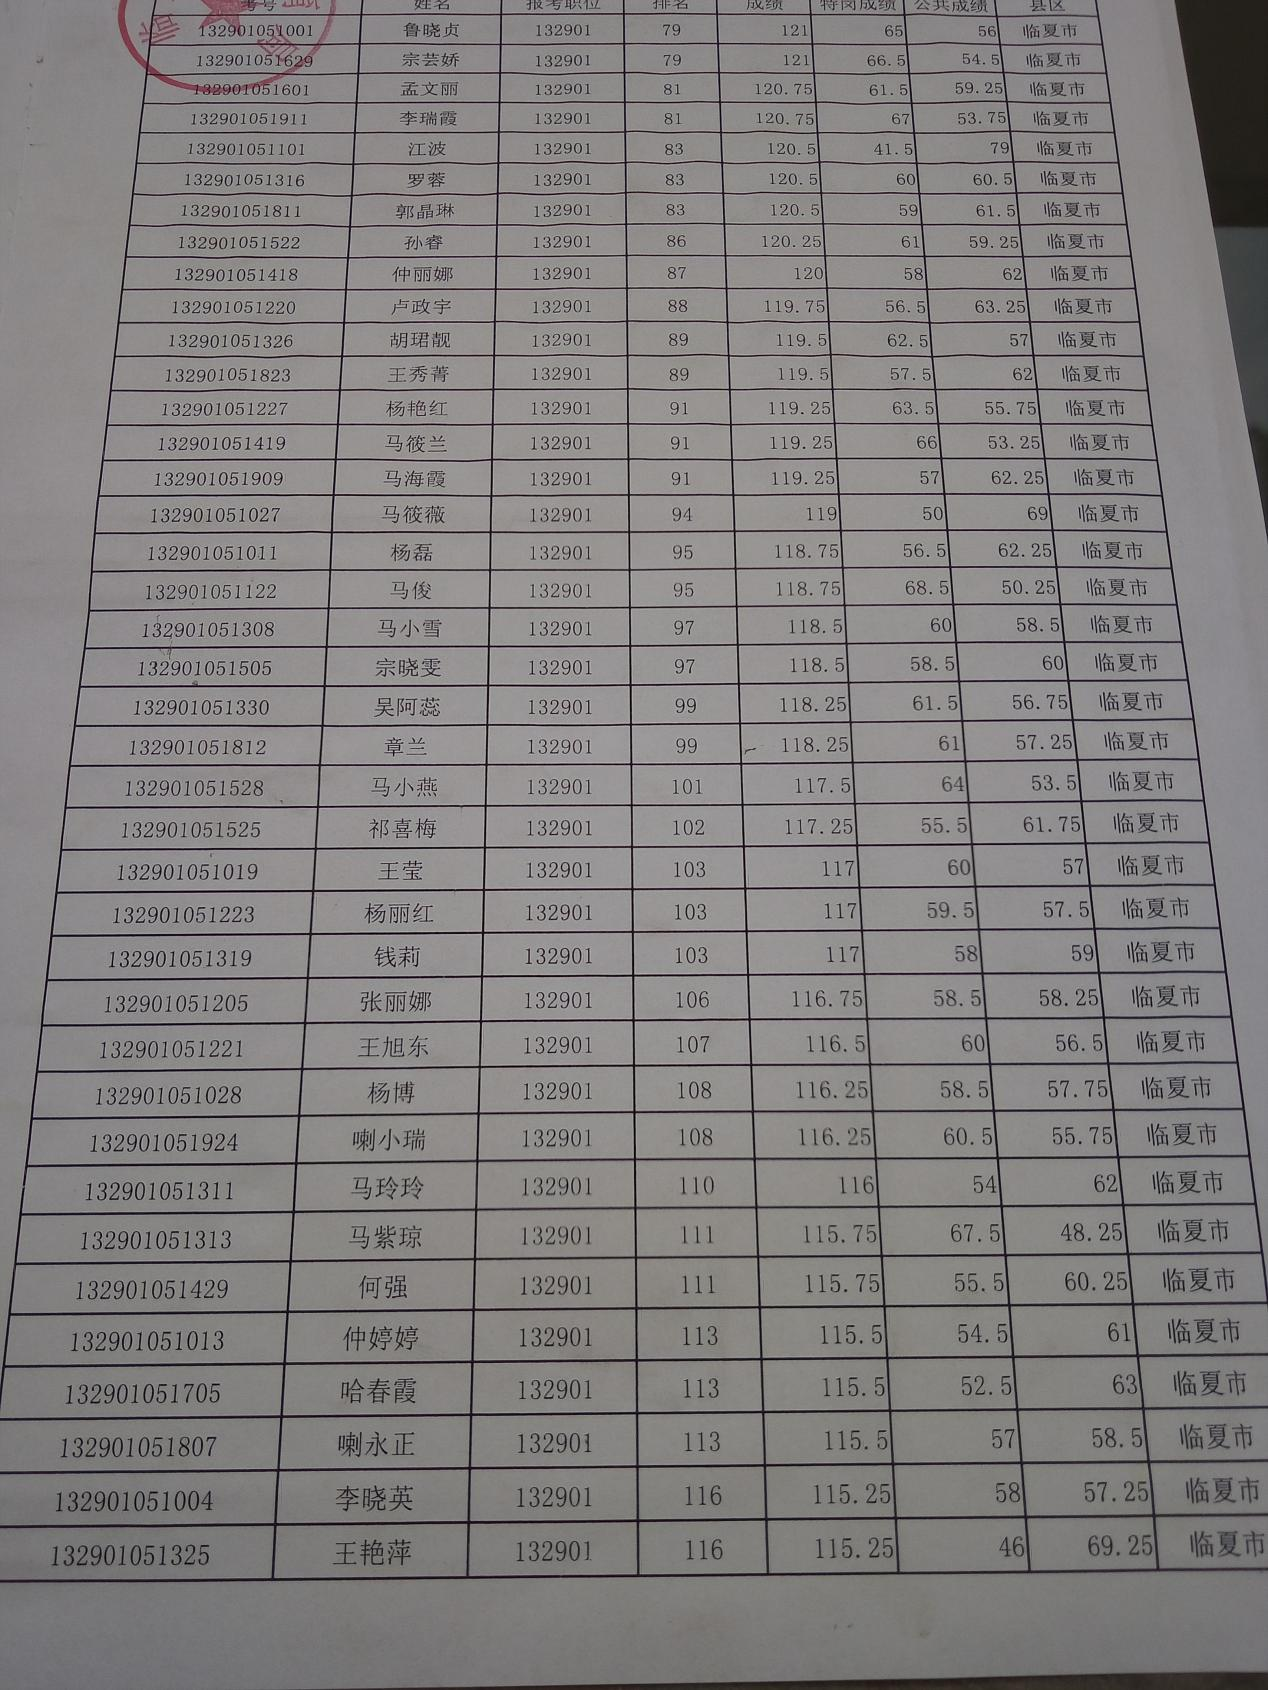 考号 姓名 报考职位 排名 成绩 特岗成绩 公共成绩 县区
132901051001 鲁晓贞 132901 79 121 65 56 临夏市
132901051629 宗芸娇 132901 79 121 66.5 54.5 临夏市
132901051601 孟文丽 132901 81 120.75 61.5 59.25 临夏市
132901051911 李瑞霞 132901 81 120.75 67 53.75 临夏市
132901051101 江波 132901 83 120.5 41.5 79 临夏市
132901051316 罗蓉 132901 83 120.5 60 60.5 临夏市
132901051811 郭晶琳 132901 83 120.5 59 61.5 临夏市
132901051522 孙睿 132901 86 120.25 61 59.25 临夏市
132901051418 仲丽娜 132901 87 120 58 62 临夏市
132901051220 卢政宇 132901 88 119.75 56.5 63.25 临夏市
132901051326 胡珺靓 132901 89 119.5 62.5 57 临夏市
132901051823 王秀菁 132901 89 119.5 57.5 62 临夏市
132901051227 杨艳红 132901 91 119.25 63.5 55.75 临夏市
132901051419 马筱兰 132901 91 119.25 66 53.25 临夏市
132901051909 马海霞 132901 91 119.25 57 62.25 临夏市
132901051027 马筱薇 132901 94 119 50 69 临夏市
132901051011 杨磊 132901 95 118.75 56.5 62.25 临夏市
132901051122 马俊 132901 95 118.75 68.5 50.25 临夏市
132901051308 马小雪 132901 97 118.5 60 58.5 临夏市
132901051505 宗晓雯 132901 97 118.5 58.5 60 临夏市
132901051330 吴阿蕊 132901 99 118.25 61.5 56.75 临夏市
132901051812 章兰 132901 99 118.25 61 57.25 临夏市
132901051528 马小燕 132901 101 117.5 64 53.5 临夏市
132901051525 祁喜梅 132901 102 117.25 55.5 61.75 临夏市
132901051019 王莹 132901 103 117 60 57 临夏市
132901051223 杨丽红 132901 103 117 59.5 57.5 临夏市
132901051319 钱莉 132901 103 117 58 59 临夏市
132901051205 张丽娜 132901 106 116.75 58.5 58.25 临夏市
132901051221 王旭东 132901 107 116.5 60 56.5 临夏市
132901051028 杨博 132901 108 116.25 58.5 57.75 临夏市
132901051924 喇小瑞 132901 108 116.25 60.5 55.75 临夏市
132901051311 马玲玲 132901 110 116 54 62 临夏市
132901051313 马紫琼 132901 111 115.75 67.5 48.25 临夏市
132901051429 何强 132901 111 115.75 55.5 60.25 临夏市
132901051013 仲婷婷 132901 113 115.5 54.5 61 临夏市
132901051705 哈春霞 132901 113 115.5 52.5 63 临夏市
132901051807 喇永正 132901 113 115.5 57 58.5 临夏市
132901051004 李晓英 132901 116 115.25 58 57.25 临夏市
132901051325 王艳萍 132901 116 115.25 46 69.25 临夏市